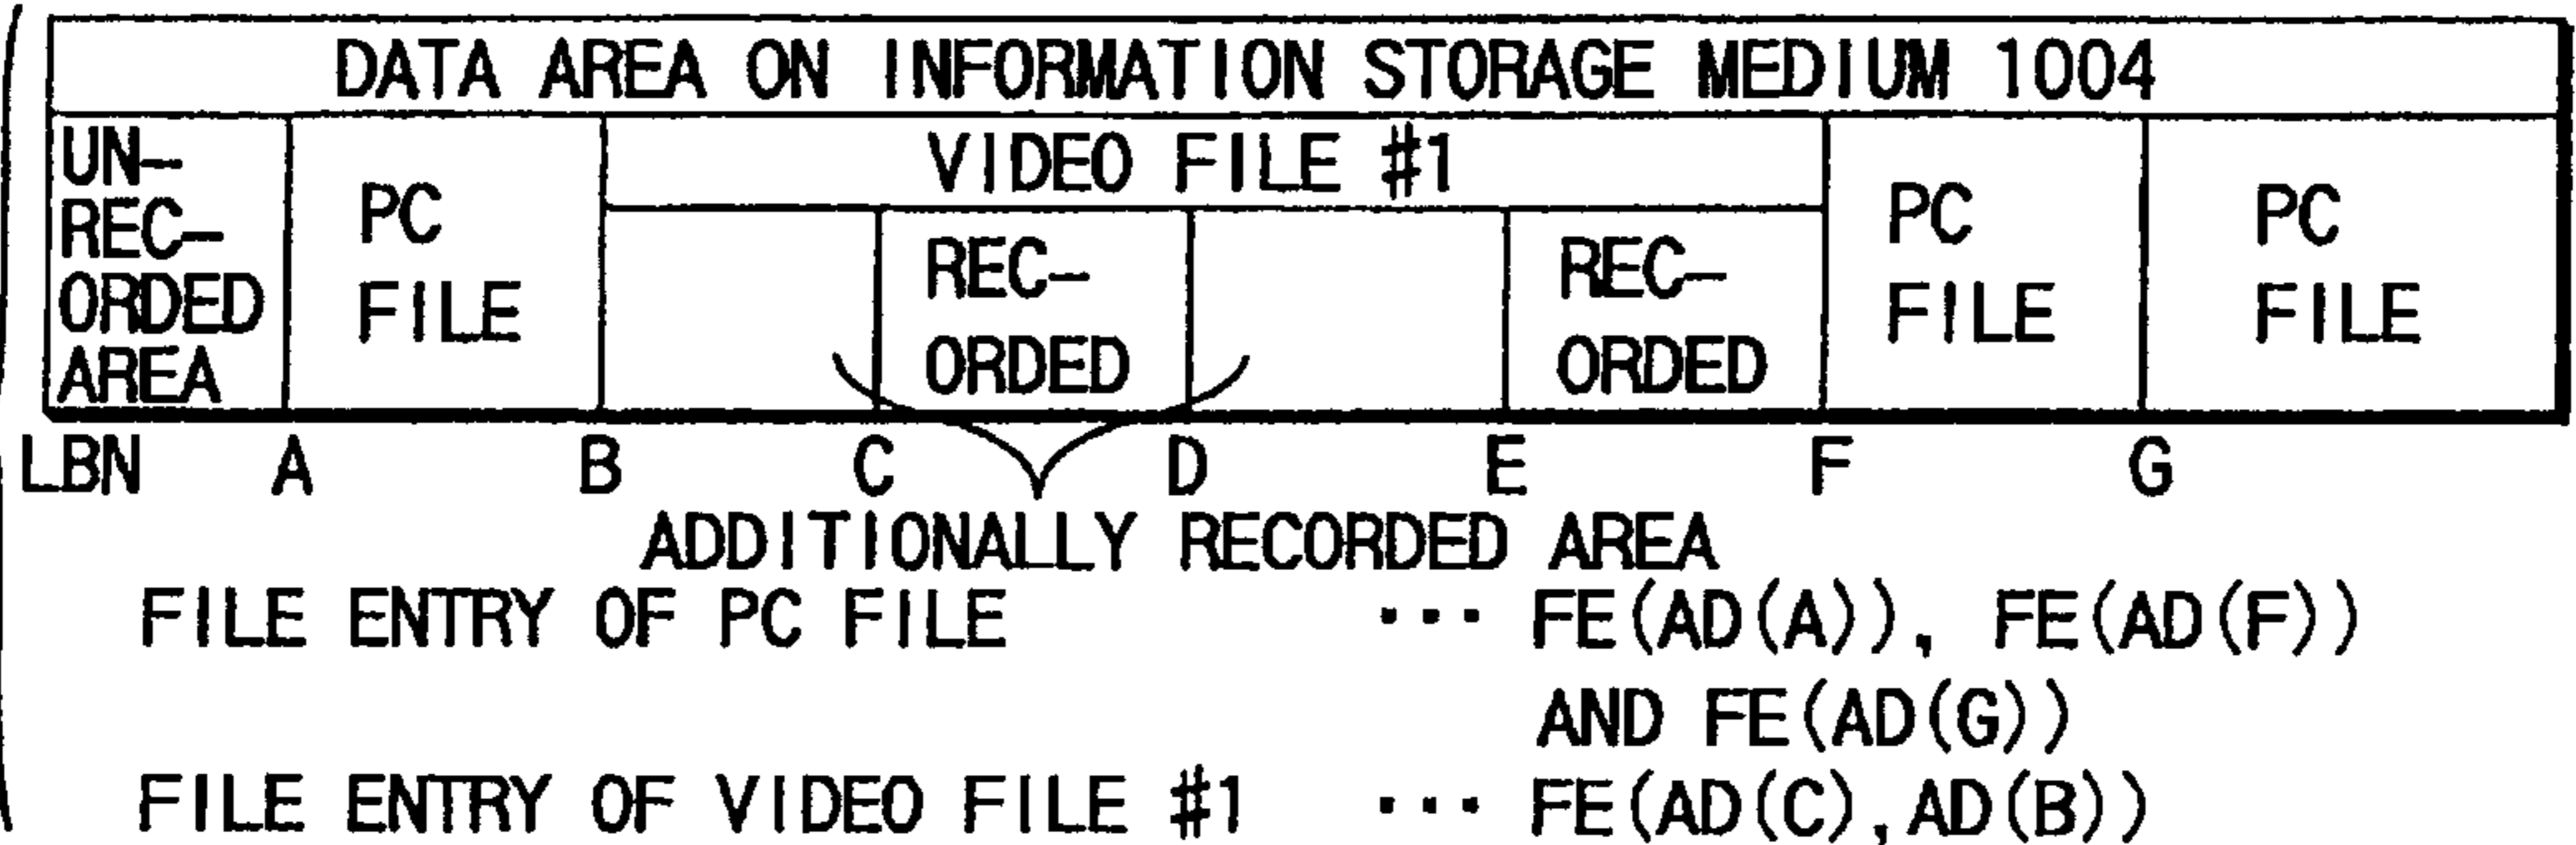 DATA AREA ON INFORMATION STORAGE MEDIUM 1004
UN-
REC-
ORDED
AREA
PC
FILE
VIDEO FILE #1
REC-
ORDED
REC-
ORDED
PC
FILE
PC
FILE
LBN A B C D E F G
ADDITIONALLY RECORDED AREA
FILE ENTRY OF PC FILE ··· FE(AD(A)), FE(AD(F))
AND FE(AD(G))
FILE ENTRY OF VIDEO FILE #1 ··· FE(AD(C), AD(B))